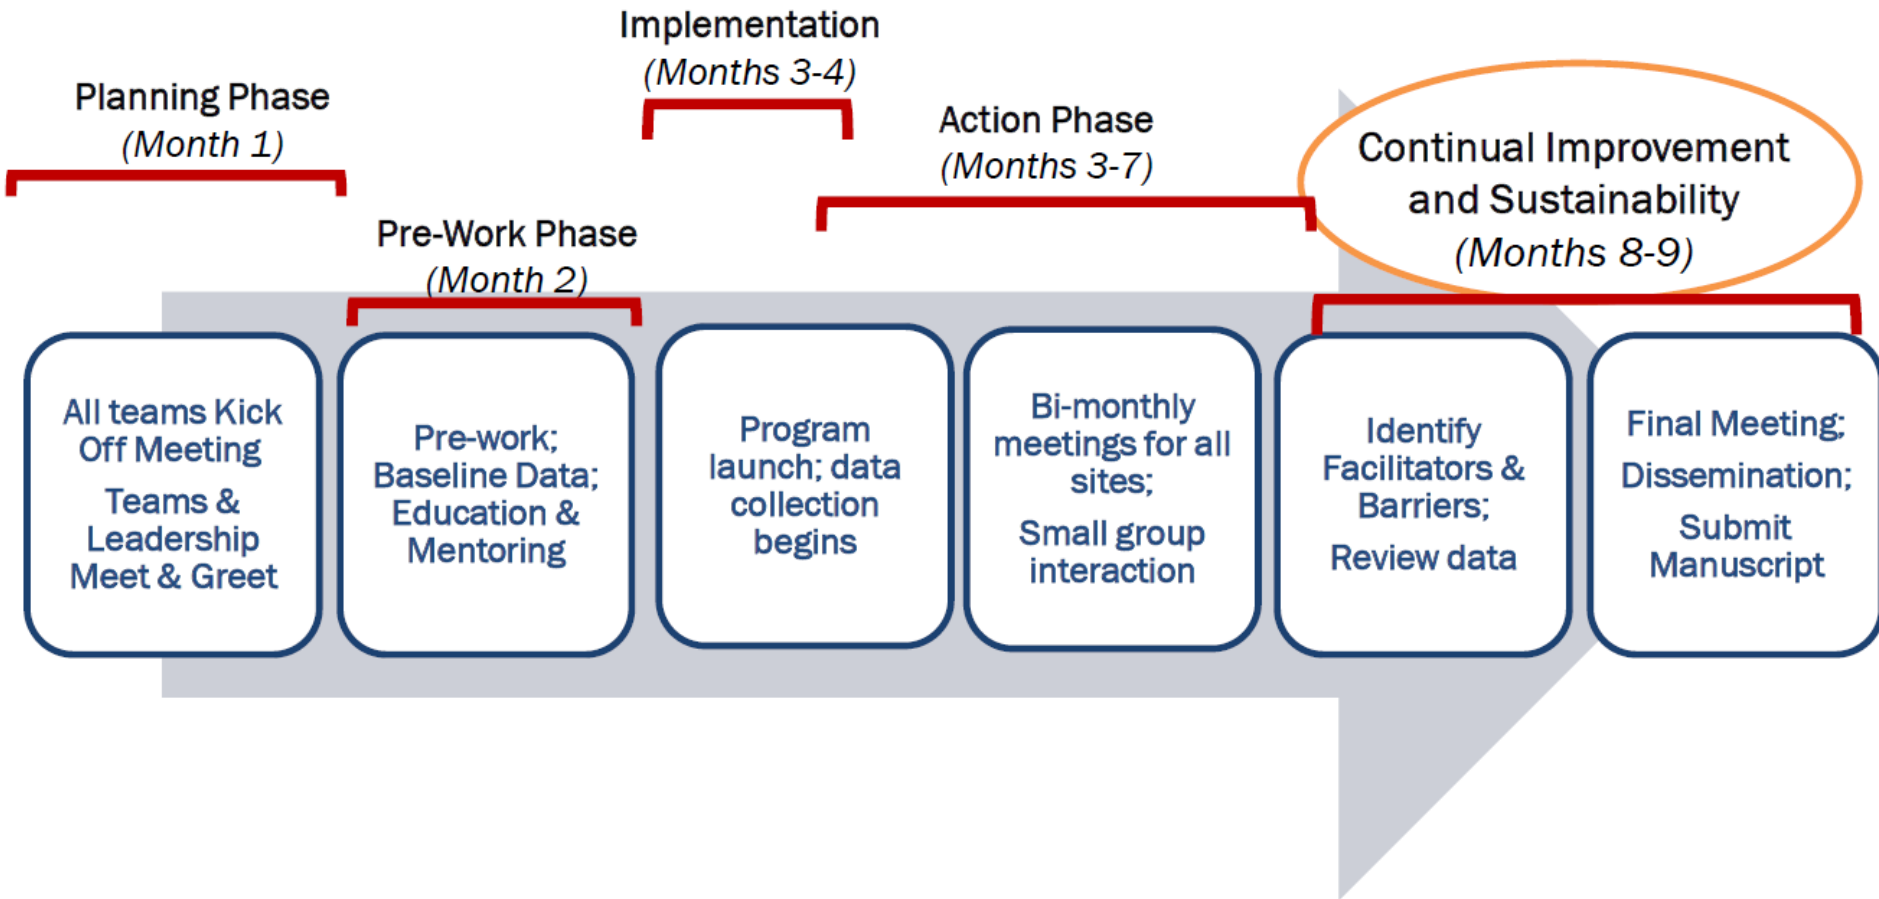 Planning Phase
(Month 1)
Pre-Work Phase
(Month 2)
Implementation
(Months 3-4)
Action Phase
(Months 3-7)
Continual Improvement
and Sustainability
(Months 8-9)
All teams Kick
Off Meeting
Teams &
Leadership
Meet & Greet
Pre-work;
Baseline Data;
Education &
Mentoring
Program
launch; data
collection
begins
Bi-monthly
meetings for all
sites;
Small group
interaction
Identify
Facilitators &
Barriers;
Review data
Final Meeting;
Dissemination;
Submit
Manuscript